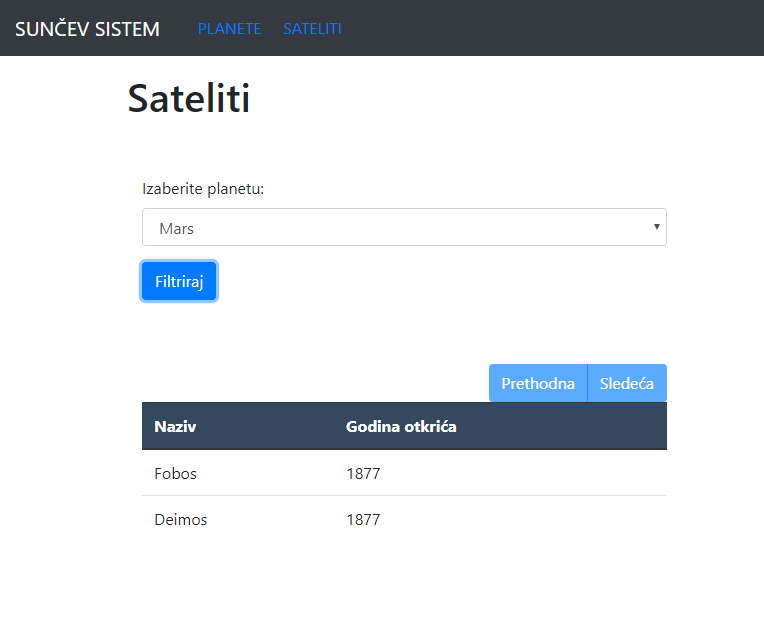 SUNČEV SISTEM PLANETE SATELITI
Sateliti
Izaberite planetu:
Mars
Filtriraj
Prethodna Sledeća
Naziv Godina otkrića
Fobos 1877
Deimos 1877